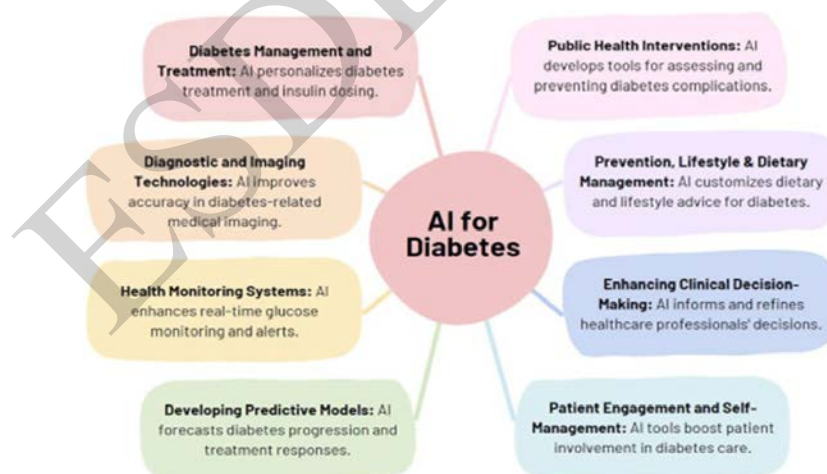 Diabetes Management and
Treatment: AI personalizes diabetes
treatment and insulin dosing.
Public Health Interventions: AI
develops tools for assessing and
preventing diabetes complications.
Diagnostic and Imaging
Technologies: AI improves
accuracy in diabetes-related
medical imaging.
Prevention, Lifestyle & Dietary
Management: AI customizes dietary
and lifestyle advice for diabetes.
AI for
Diabetes
Health Monitoring Systems: AI
enhances real-time glucose
monitoring and alerts.
Enhancing Clinical Decision-
Making: AI informs and refines
healthcare professionals' decisions.
Developing Predictive Models: AI
forecasts diabetes progression and
treatment responses.
Patient Engagement and Self-
Management: AI tools boost patient
involvement in diabetes care.